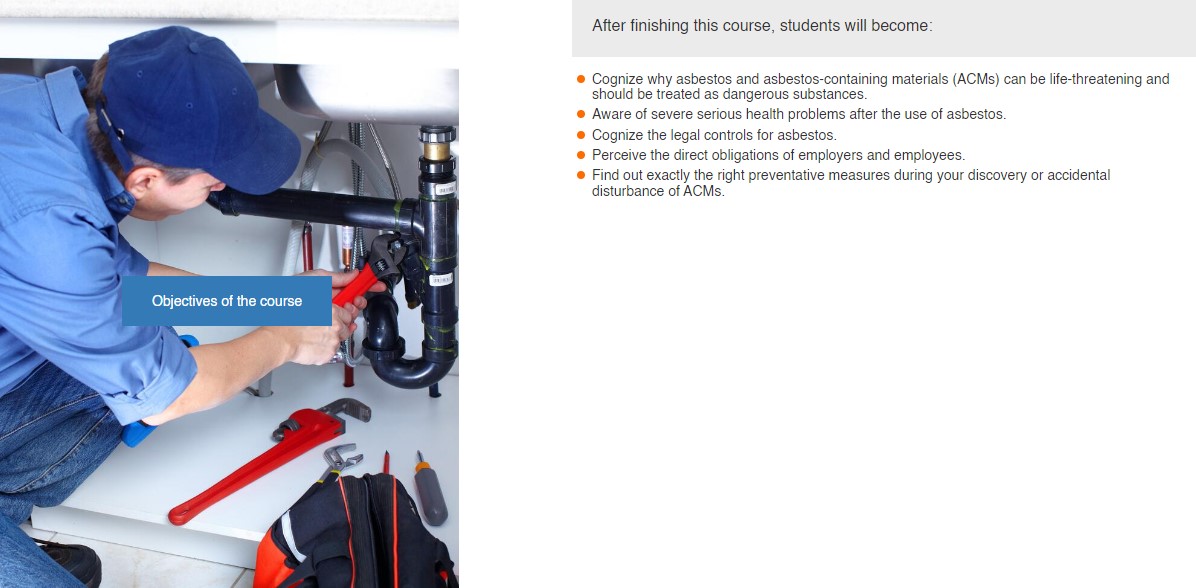 After finishing this course, students will become:
Cognize why asbestos and asbestos-containing materials (ACMs) can be life-threatening and
should be treated as dangerous substances.
Aware of severe serious health problems after the use of asbestos.
Cognize the legal controls for asbestos.
Perceive the direct obligations of employers and employees.
Find out exactly the right preventative measures during your discovery or accidental
disturbance of ACMs.
Objectives of the course